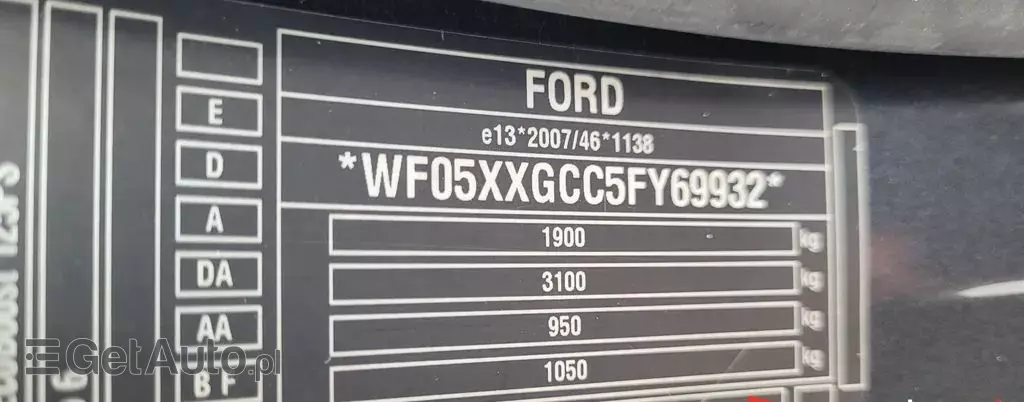 FORD
e13*2007/46*1138
*WF05XXGCC5FY69932*
1900 kg
3100 kg
950 kg
1050 kg
E
D
A
DA
AA
B F
GetAuto.pl